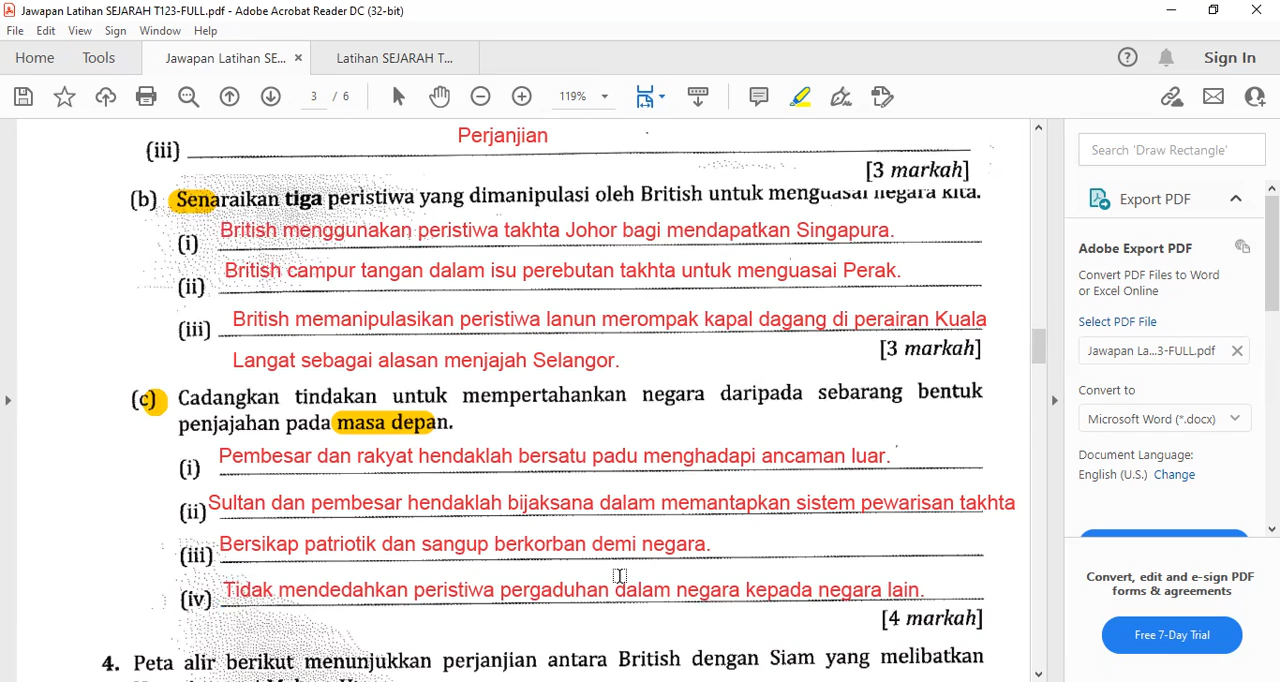 Jawapan Latihan SEJARAH T123-FULL.pdf - Adobe Acrobat Reader DC (32-bit)
File Edit View Sign Window Help
Home Tools Jawapan Latihan SE... × Latihan SEJARAH T... Sign In
3 / 6 119%
Perjanjian
(iii)
[3 markah]
(b) Senaraikan tiga peristiwa yang dimanipulasi oleh British untuk menguasai negara kita.
(i) British menggunakan peristiwa takhta Johor bagi mendapatkan Singapura.
(ii) British campur tangan dalam isu perebutan takhta untuk menguasai Perak.
(iii) British memanipulasikan peristiwa lanun merompak kapal dagang di perairan Kuala
[3 markah]
Langat sebagai alasan menjajah Selangor.
(c) Cadangkan tindakan untuk mempertahankan negara daripada sebarang bentuk
penjajahan pada masa depan.
(i) Pembesar dan rakyat hendaklah bersatu padu menghadapi ancaman luar.
(ii) Sultan dan pembesar hendaklah bijaksana dalam memantapkan sistem pewarisan takhta
(iii) Bersikap patriotik dan sangup berkorban demi negara.
(iv) Tidak mendedahkan peristiwa pergaduhan dalam negara kepada negara lain.
[4 markah]
4. Peta alir berikut menunjukkan perjanjian antara British dengan Siam yang melibatkan
Search 'Draw Rectangle'
Export PDF
Adobe Export PDF
Convert PDF Files to Word
or Excel Online
Select PDF File
Jawapan La...3-FULL.pdf
Convert to
Microsoft Word (*.docx)
Document Language:
English (U.S.) Change
Convert, edit and e-sign PDF
forms & agreements
Free 7-Day Trial